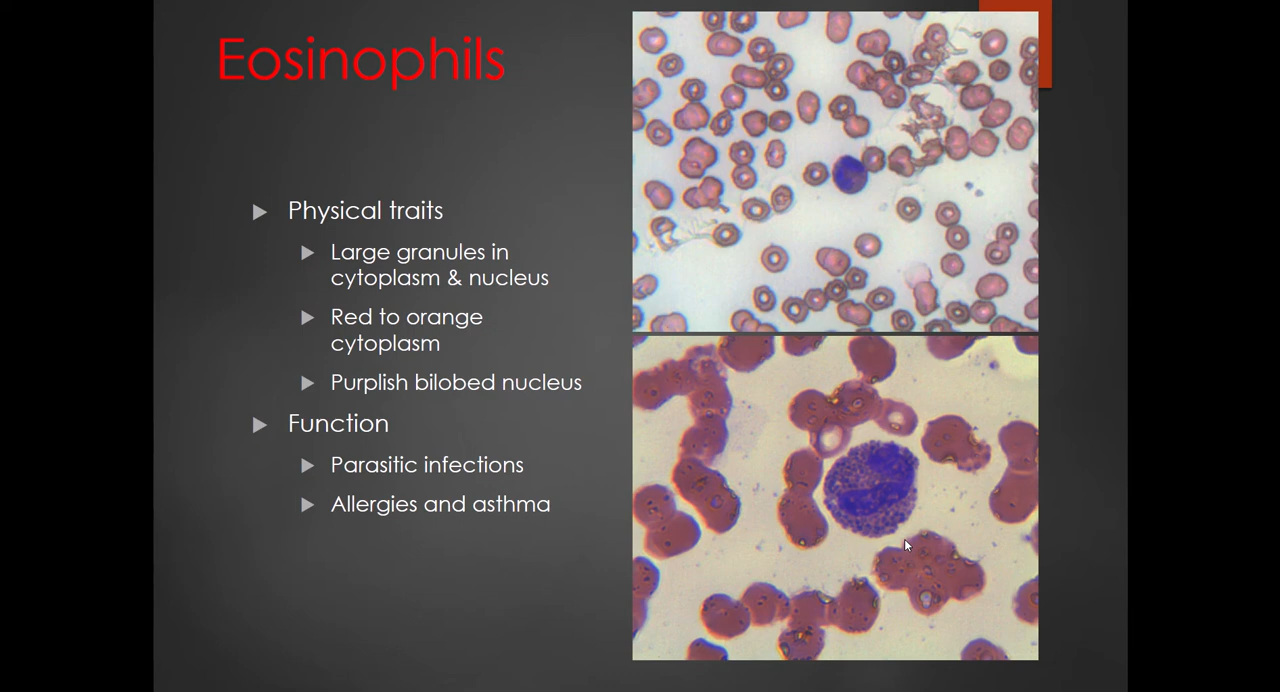 Eosinophils
Physical traits
Large granules in
cytoplasm & nucleus
Red to orange
cytoplasm
Purplish bilobed nucleus
Function
Parasitic infections
Allergies and asthma